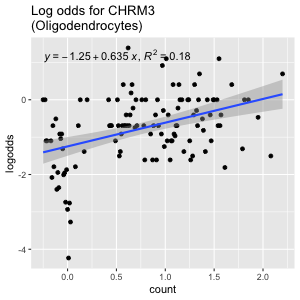 Log odds for CHRM3
(Oligodendrocytes)
y = −1.25 + 0.635 x, R² = 0.18
logodds
0
-2
-4
0.0 0.5 1.0 1.5 2.0
count